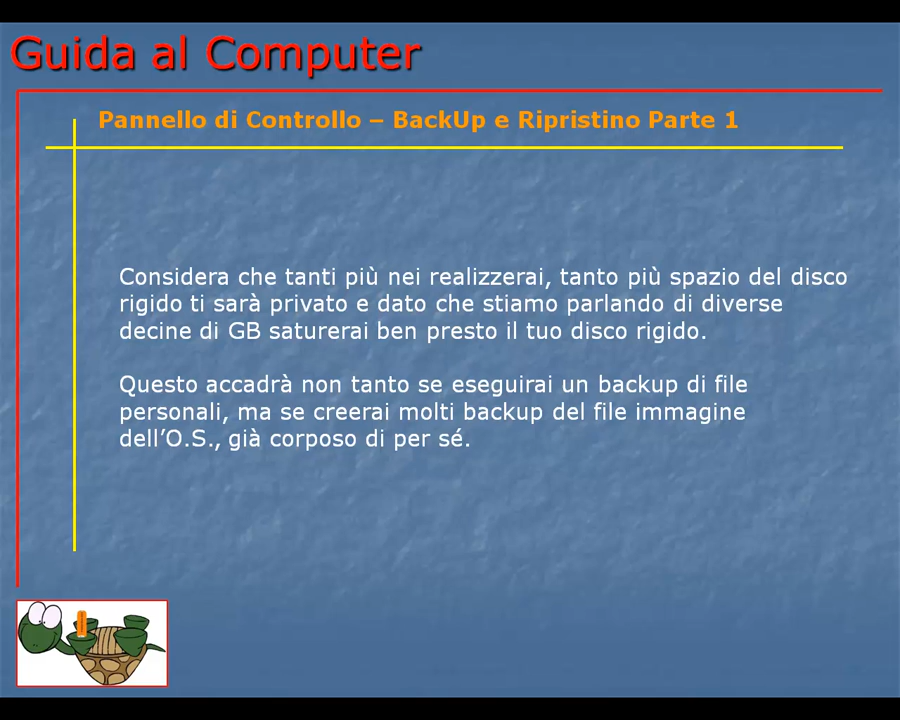 Guida al Computer
Pannello di Controllo – BackUp e Ripristino Parte 1
Considera che tanti più nei realizzerai, tanto più spazio del disco
rigido ti sarà privato e dato che stiamo parlando di diverse
decine di GB saturerai ben presto il tuo disco rigido.
Questo accadrà non tanto se eseguirai un backup di file
personali, ma se creerai molti backup del file immagine
dell’O.S., già corposo di per sé.